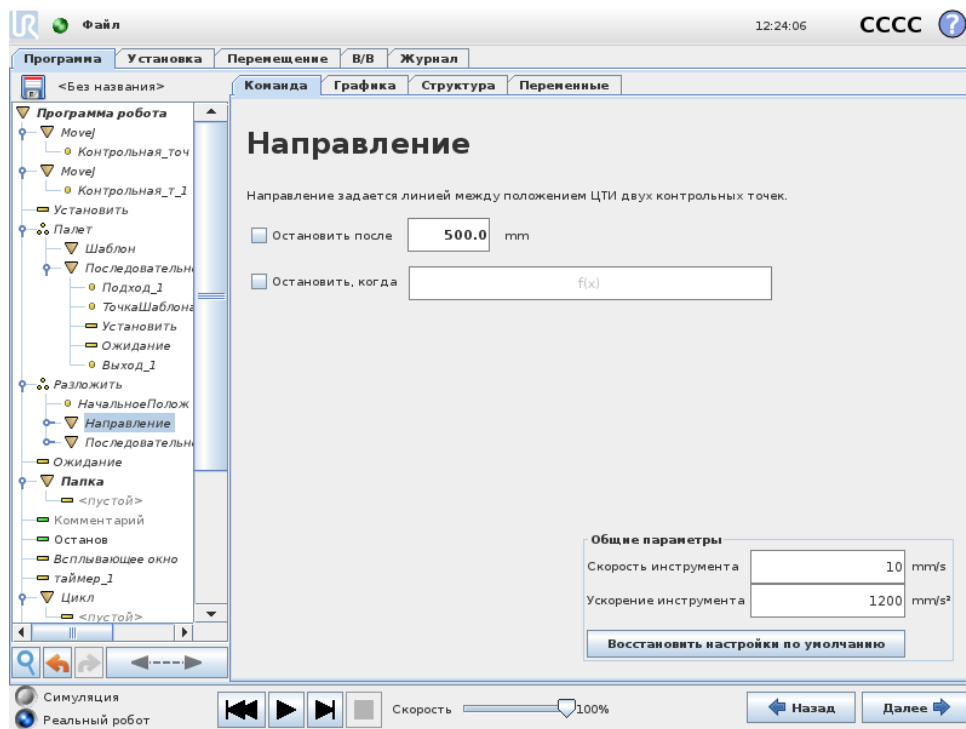 UR Файл 12:24:06 CCCC ?
Программа Установка Перемещение В/В Журнал
<Без названия>
Команда Графика Структура Переменные
Программа робота
MoveJ
Контрольная_точ
MoveJ
Контрольная_т_1
Установить
Палет
Шаблон
Последовательн
Подход_1
ТочкаШаблона
Установить
Ожидание
Выход_1
Разложить
НачальноеПолож
Направление
Последовательн
Ожидание
Папка
<пустой>
Комментарий
Останов
Всплывающее окно
таймер_1
Цикл
<пустой>
Направление
Направление задается линией между положением ЦТИ двух контрольных точек.
Остановить после 500.0 mm
Остановить, когда f(x)
Общие параметры
Скорость инструмента 10 mm/s
Ускорение инструмента 1200 mm/s²
Восстановить настройки по умолчанию
Симуляция
Реальный робот
Скорость 100%
Назад Далее